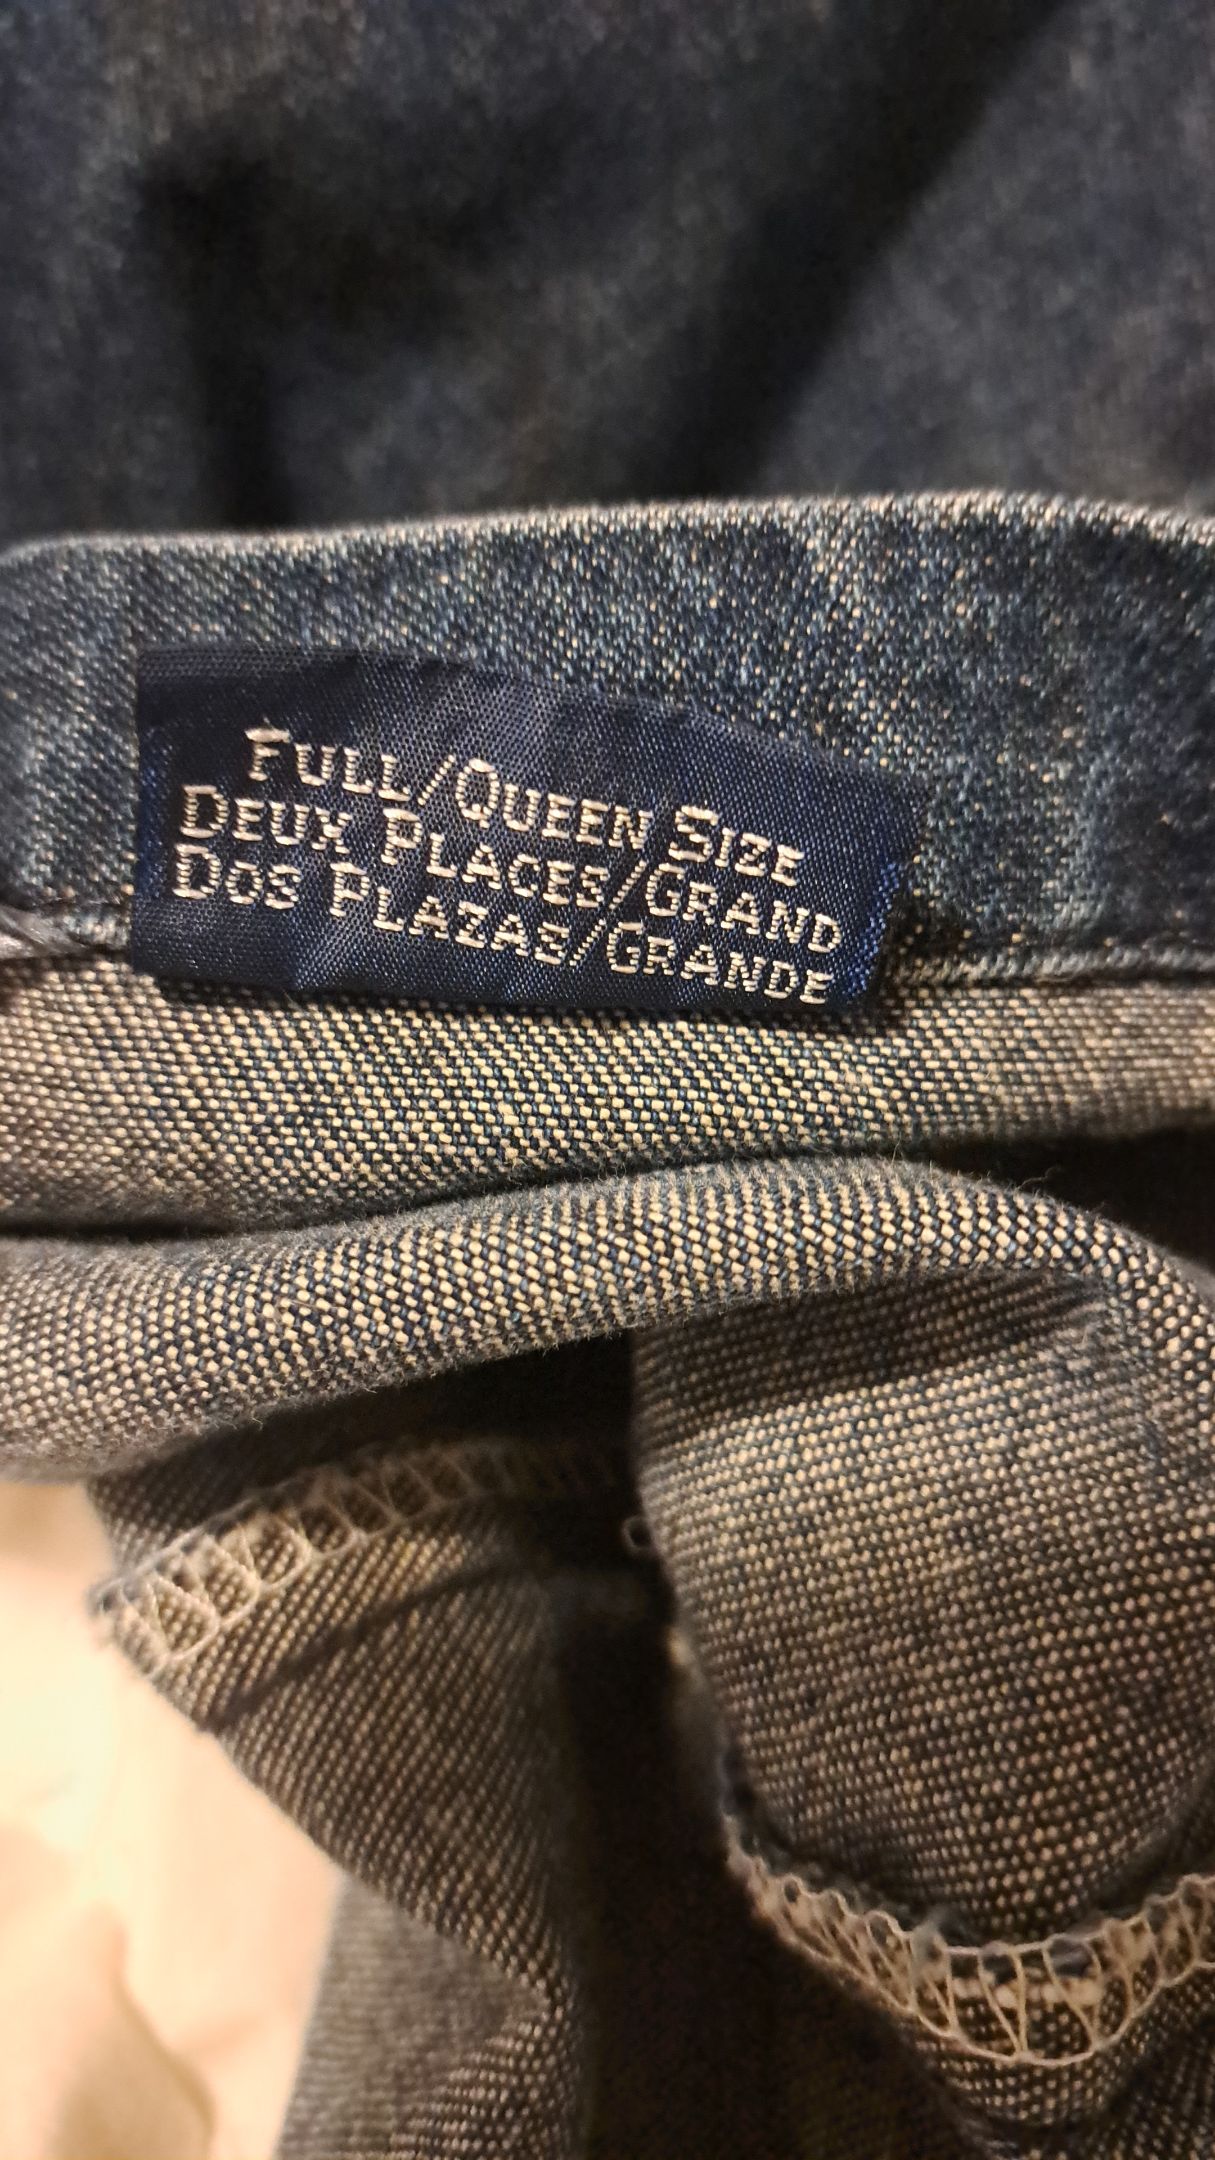 Full/Queen Size
Deux Places/Grand
Dos Plazas/Grande